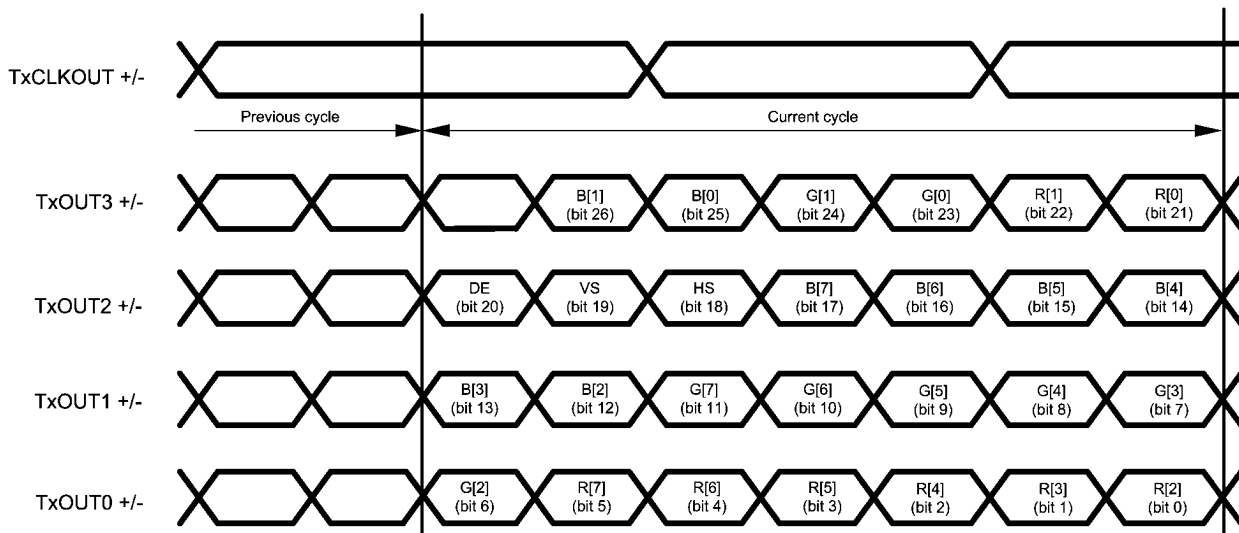 TxCLKOUT +/-
Previous cycle
Current cycle
TxOUT3 +/-
B[1]
(bit 26)
B[0]
(bit 25)
G[1]
(bit 24)
G[0]
(bit 23)
R[1]
(bit 22)
R[0]
(bit 21)
TxOUT2 +/-
DE
(bit 20)
VS
(bit 19)
HS
(bit 18)
B[7]
(bit 17)
B[6]
(bit 16)
B[5]
(bit 15)
B[4]
(bit 14)
TxOUT1 +/-
B[3]
(bit 13)
B[2]
(bit 12)
G[7]
(bit 11)
G[6]
(bit 10)
G[5]
(bit 9)
G[4]
(bit 8)
G[3]
(bit 7)
TxOUT0 +/-
G[2]
(bit 6)
R[7]
(bit 5)
R[6]
(bit 4)
R[5]
(bit 3)
R[4]
(bit 2)
R[3]
(bit 1)
R[2]
(bit 0)